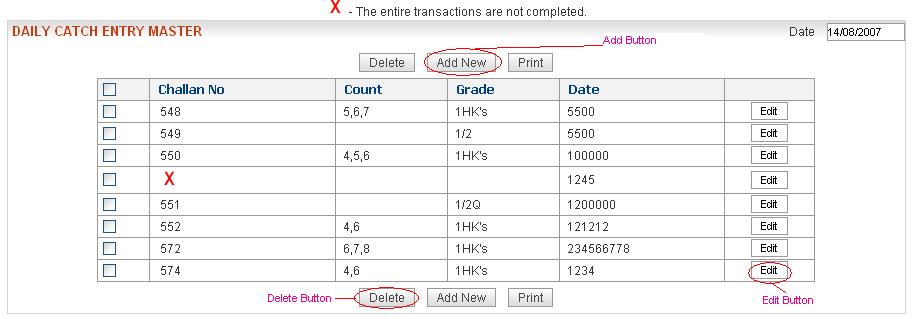 X - The entire transactions are not completed.
DAILY CATCH ENTRY MASTER Date 14/08/2007
Add Button
Delete Add New Print
Challan No Count Grade Date
548 5,6,7 1HK's 5500 Edit
549 1/2 5500 Edit
550 4,5,6 1HK's 100000 Edit
X 1245 Edit
551 1/2Q 1200000 Edit
552 4,6 1HK's 121212 Edit
572 6,7,8 1HK's 234566778 Edit
574 4,6 1HK's 1234 Edit
Delete Button Delete Add New Print Edit Button